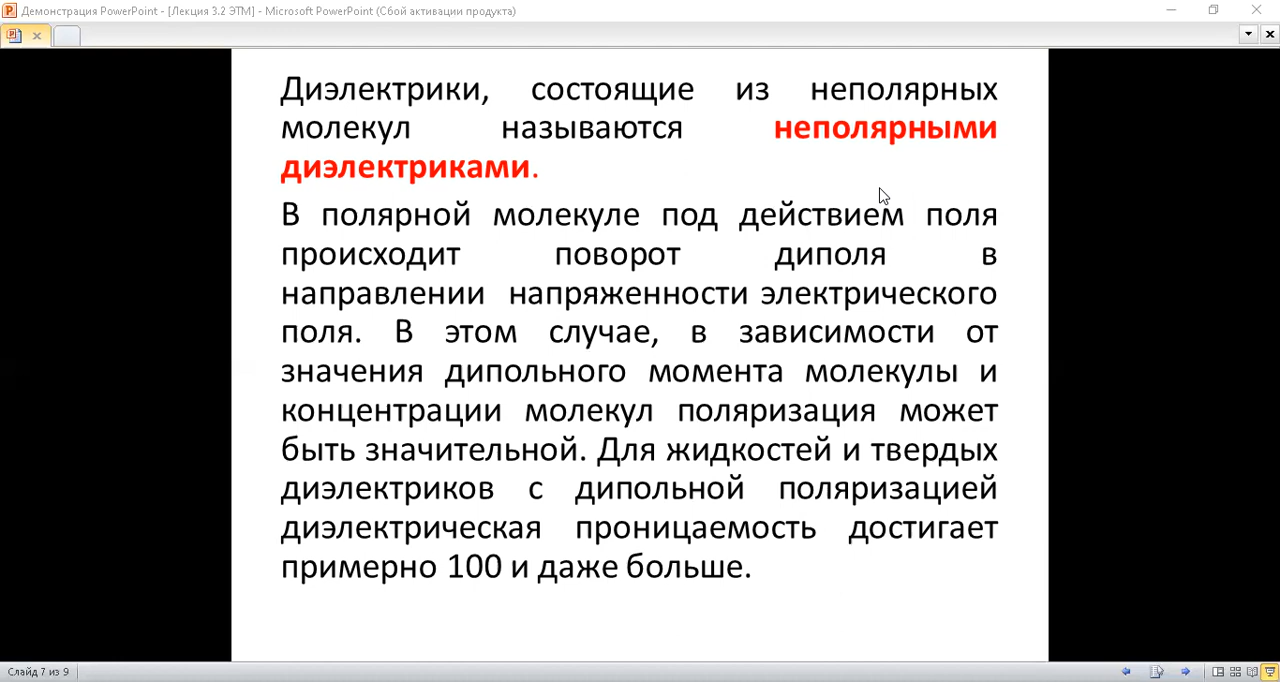 Демонстрация PowerPoint - [Лекция 3.2 ЭТМ] - Microsoft PowerPoint (Сбой активации продукта)
Диэлектрики, состоящие из неполярных
молекул называются неполярными
диэлектриками.
В полярной молекуле под действием поля
происходит поворот диполя в
направлении напряженности электрического
поля. В этом случае, в зависимости от
значения дипольного момента молекулы и
концентрации молекул поляризация может
быть значительной. Для жидкостей и твердых
диэлектриков с дипольной поляризацией
диэлектрическая проницаемость достигает
примерно 100 и даже больше.
Слайд 7 из 9